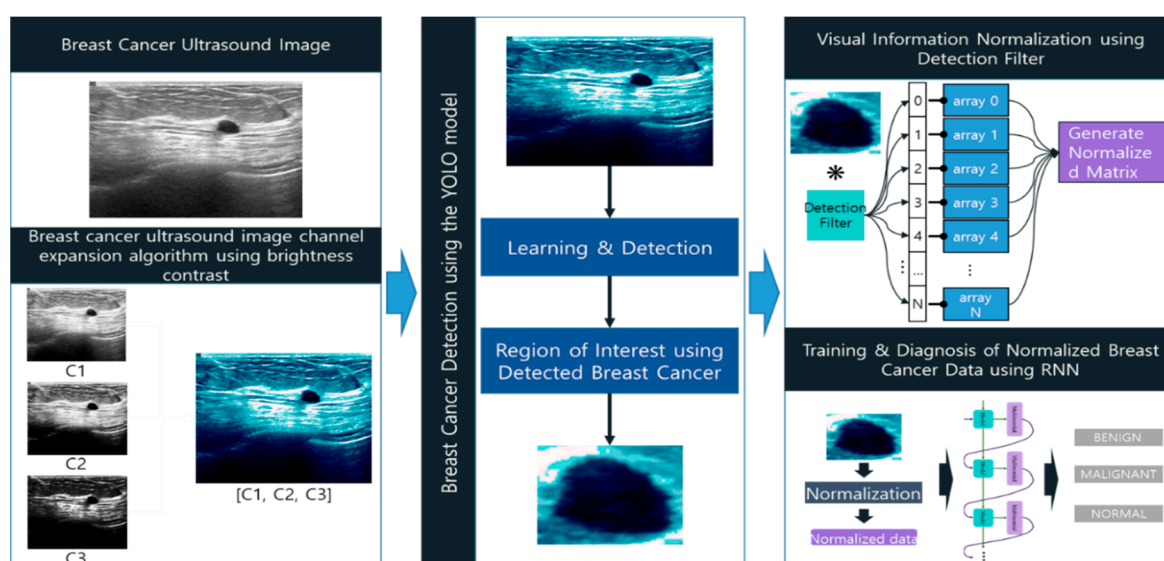 Breast Cancer Ultrasound Image
Breast cancer ultrasound image channel
expansion algorithm using brightness
contrast
C1
C2
C3
[C1, C2, C3]
Breast Cancer Detection using the YOLO model
Learning & Detection
Region of Interest using
Detected Breast Cancer
Visual Information Normalization using
Detection Filter
*
Detection
Filter
0
1
2
3
4
...
N
array 0
array 1
array 2
array 3
array 4
array
N
Generate
Normalize
d Matrix
Training & Diagnosis of Normalized Breast
Cancer Data using RNN
Normalization
Normalized data
BENIGN
MALIGNANT
NORMAL